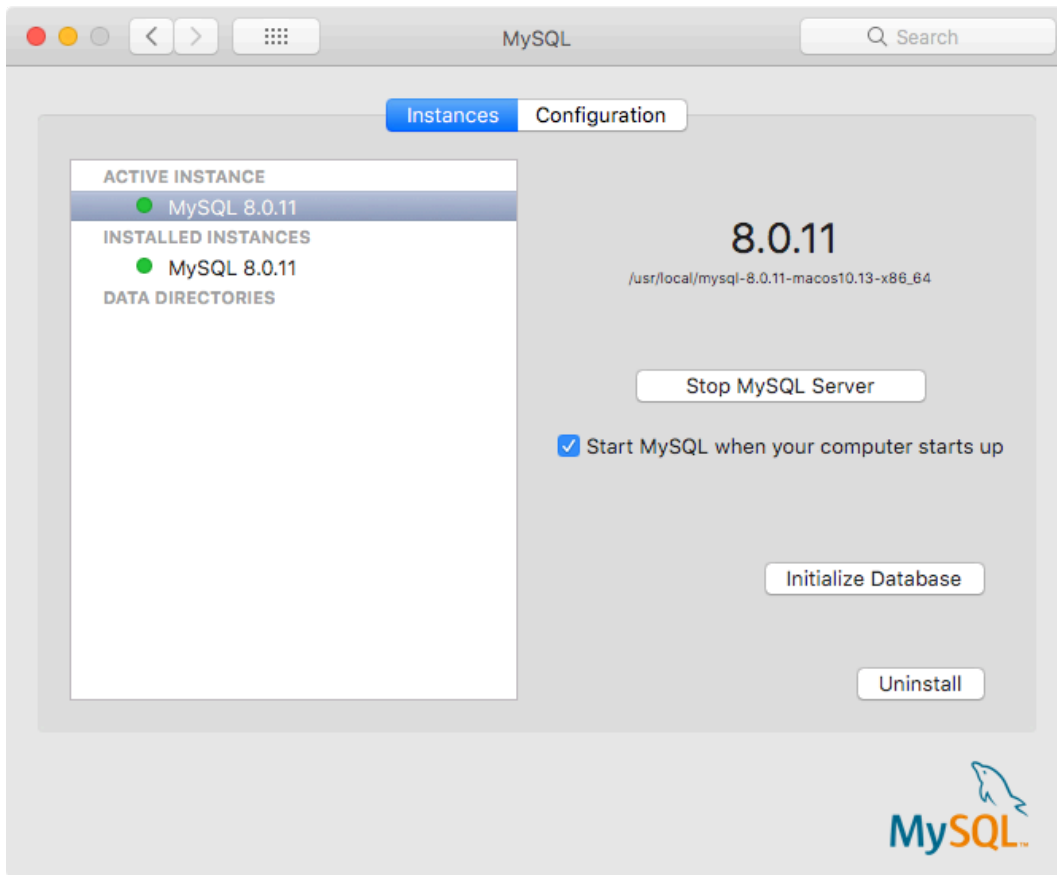 MySQL
Search
Instances
Configuration
ACTIVE INSTANCE
MySQL 8.0.11
INSTALLED INSTANCES
MySQL 8.0.11
DATA DIRECTORIES
8.0.11
/usr/local/mysql-8.0.11-macos10.13-x86_64
Stop MySQL Server
Start MySQL when your computer starts up
Initialize Database
Uninstall
MySQL™